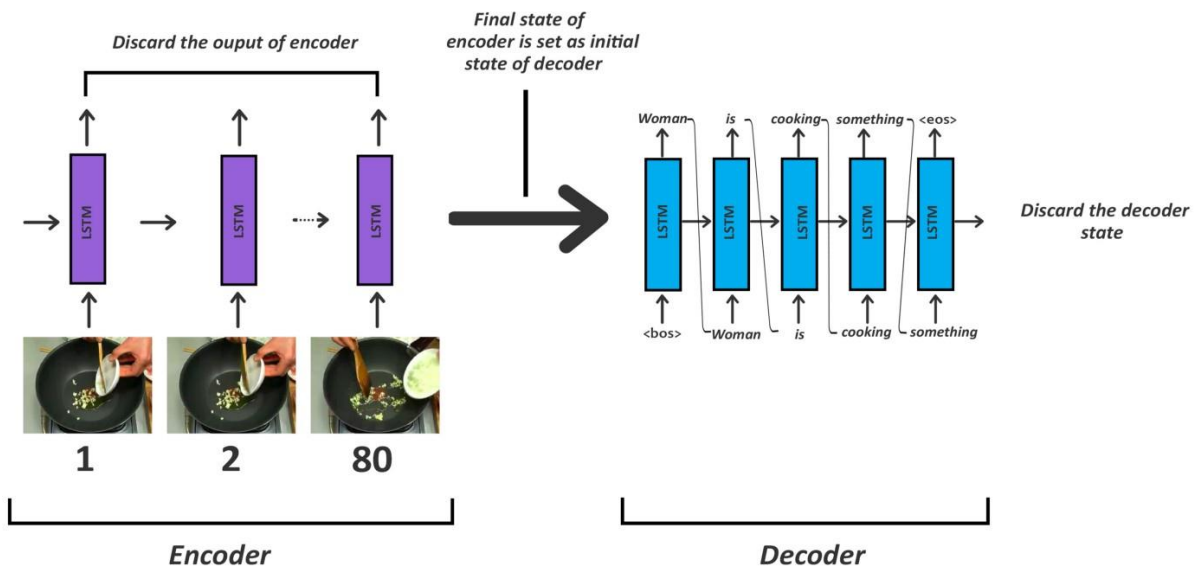 Discard the ouput of encoder
Final state of
encoder is set as initial
state of decoder
LSTM
LSTM
LSTM
1
2
80
Encoder
Woman
is
cooking
something
<eos>
LSTM
LSTM
LSTM
LSTM
LSTM
<bos>
Woman
is
cooking
something
Discard the decoder
state
Decoder